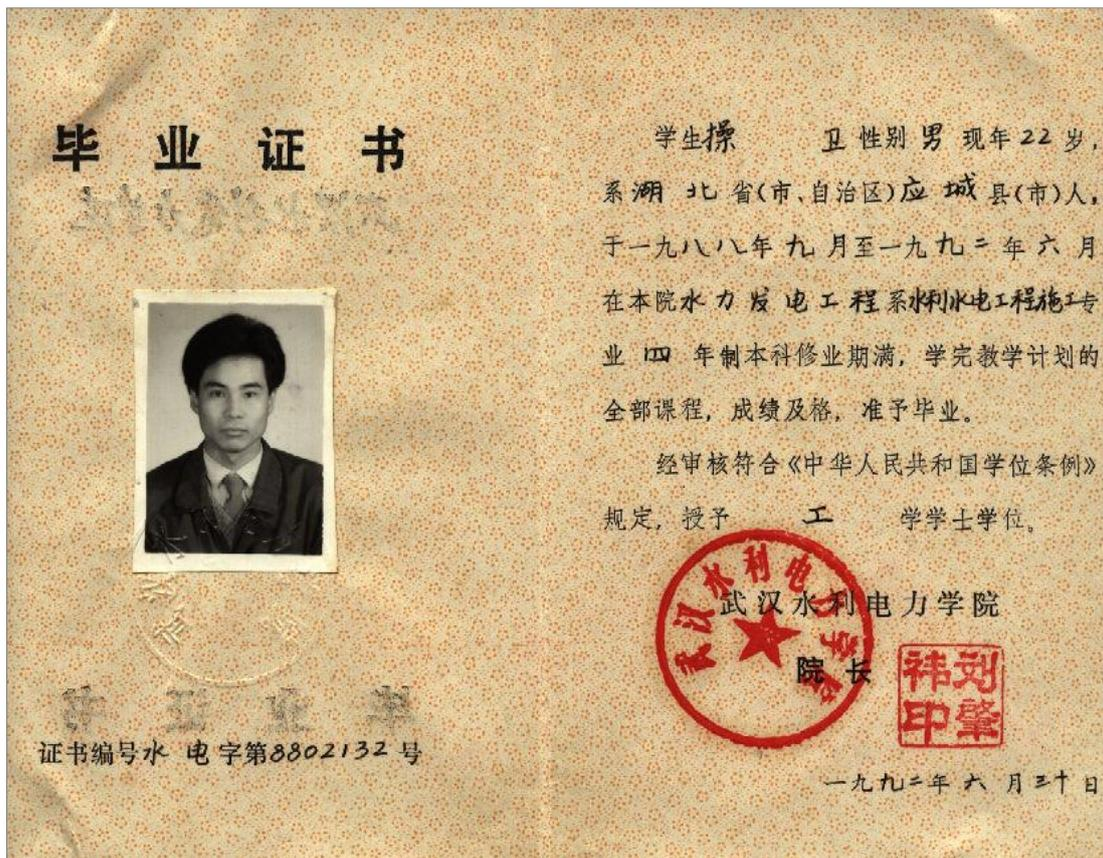 毕业证书
证书编号水电字第8802132号
学生操 卫性别男现年22岁,
系湖北省(市、自治区)应城县(市)人,
于一九八八年九月至一九九二年六月
在本院水力发电工程系水利水电工程施工专
业四年制本科修业期满,学完教学计划的
全部课程,成绩及格,准予毕业。
经审核符合《中华人民共和国学位条例》
规定,授予 工 学学士学位。
武汉水利电力学院
武汉水利电力学院
院长
刘肇祎印
一九九二年六月三十日